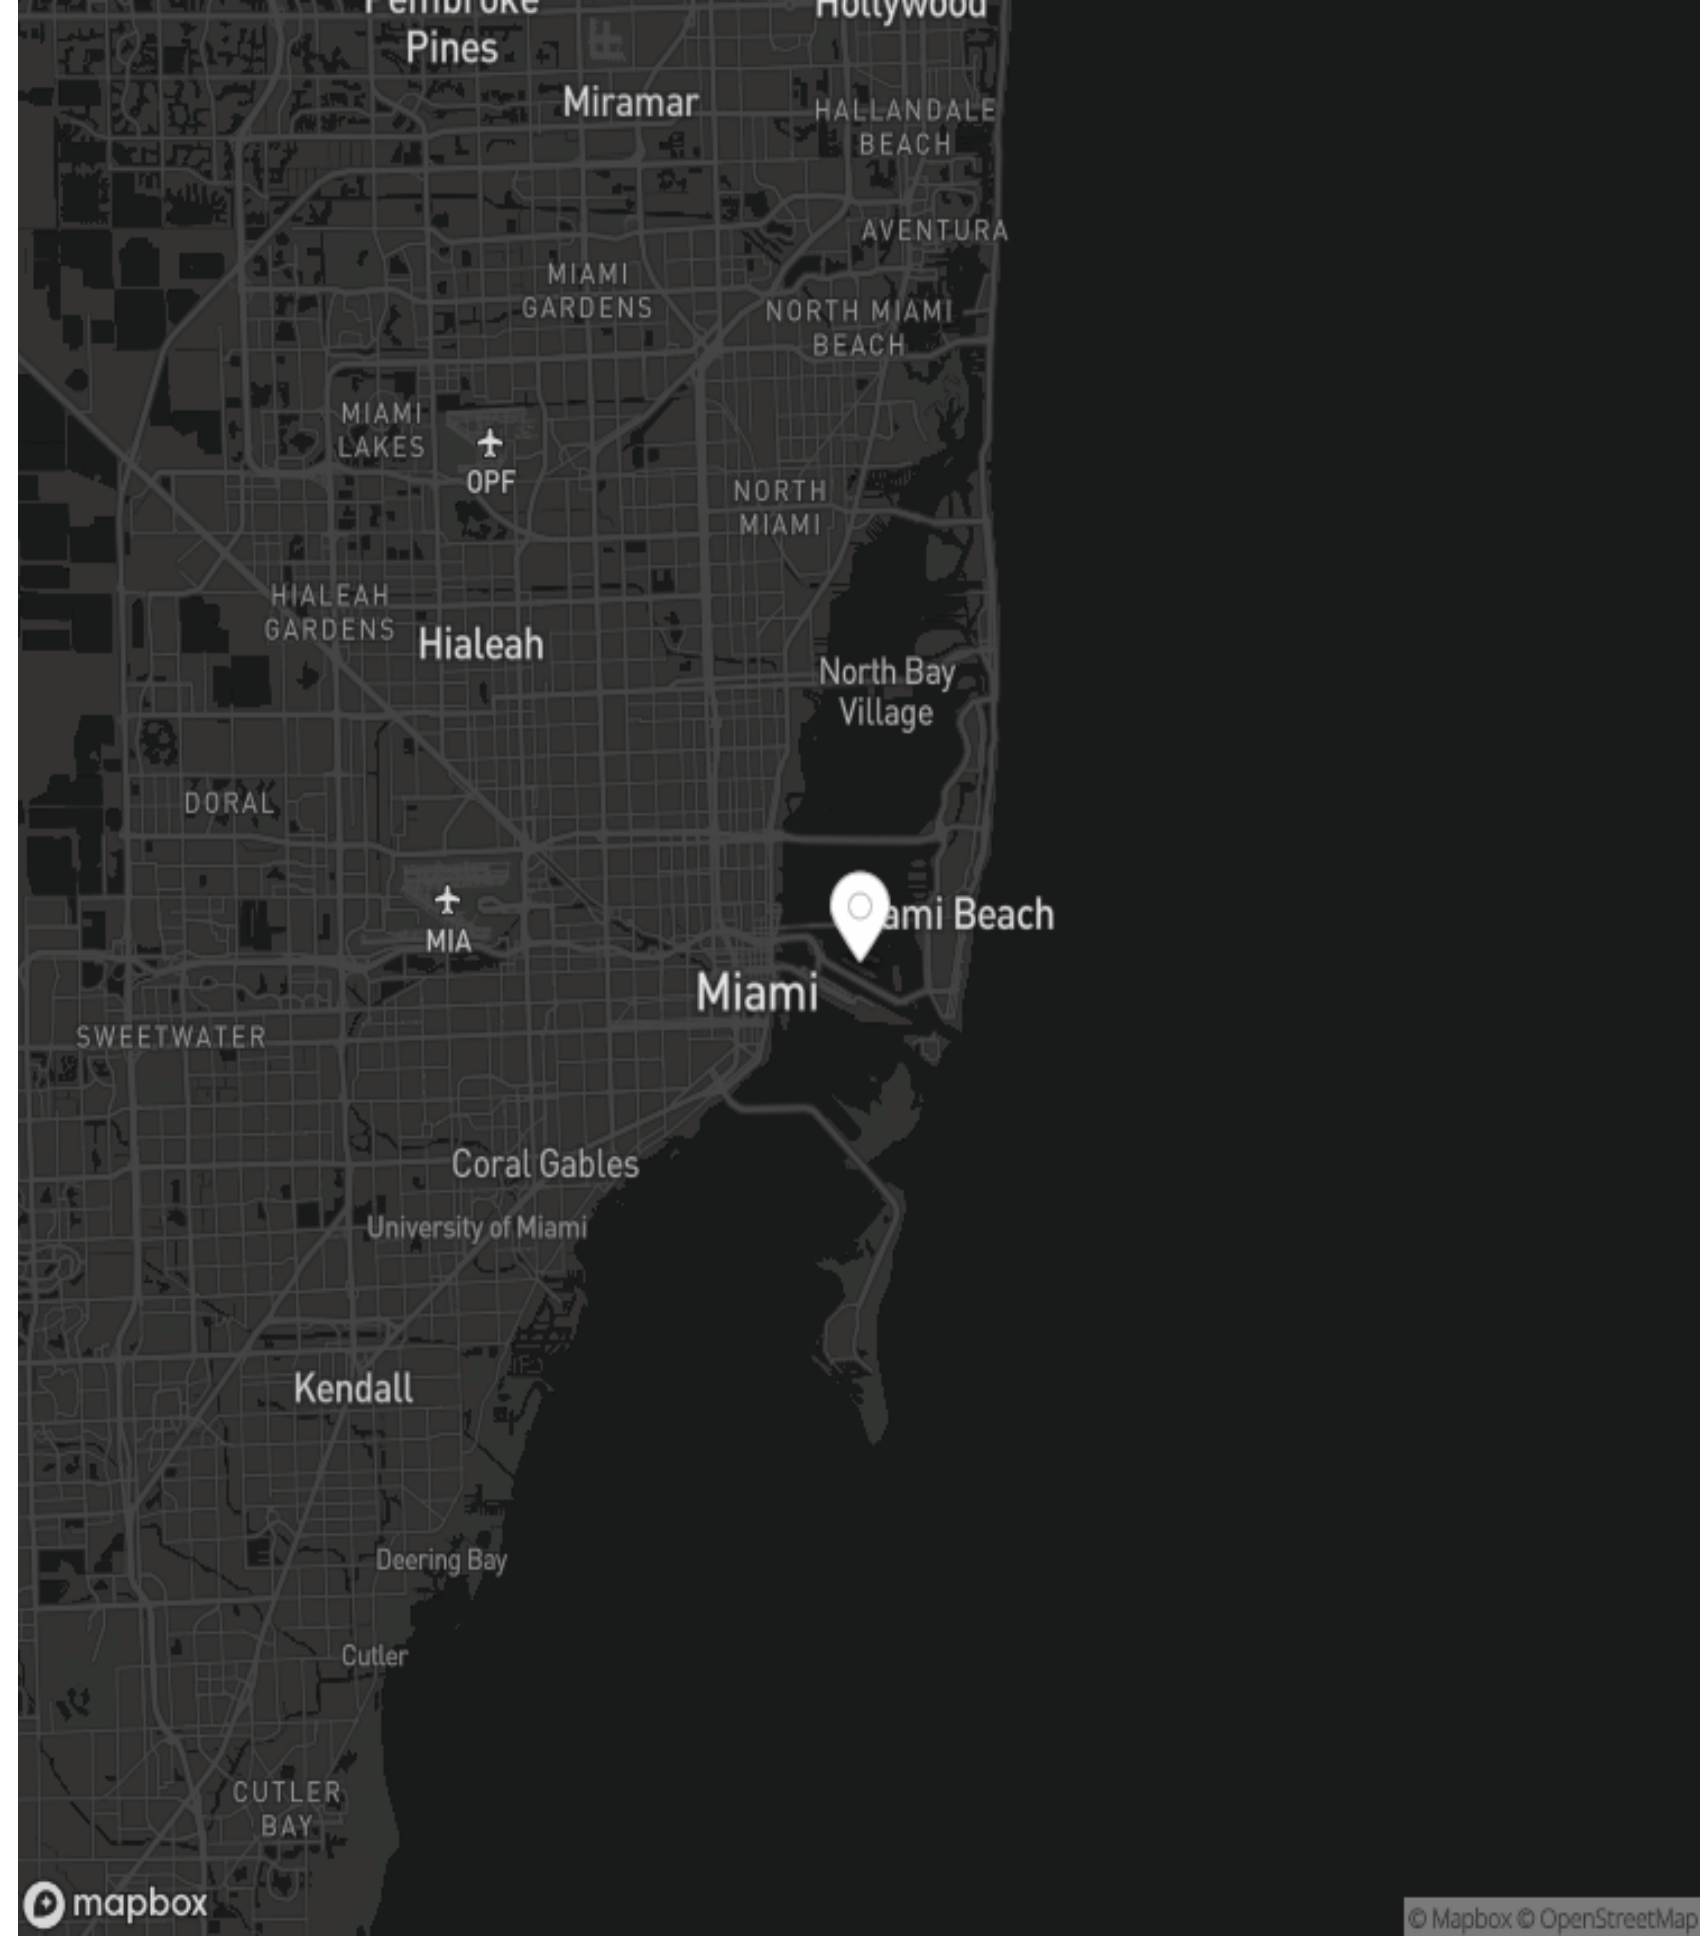 Pembroke
Pines
Hollywood
Miramar
HALLANDALE
BEACH
AVENTURA
MIAMI
GARDENS
NORTH MIAMI
BEACH
MIAMI
LAKES
OPF
NORTH
MIAMI
HIALEAH
GARDENS
Hialeah
North Bay
Village
DORAL
MIA
ami Beach
Miami
SWEETWATER
Coral Gables
University of Miami
Kendall
Deering Bay
Cutler
CUTLER
BAY
mapbox
© Mapbox © OpenStreetMap